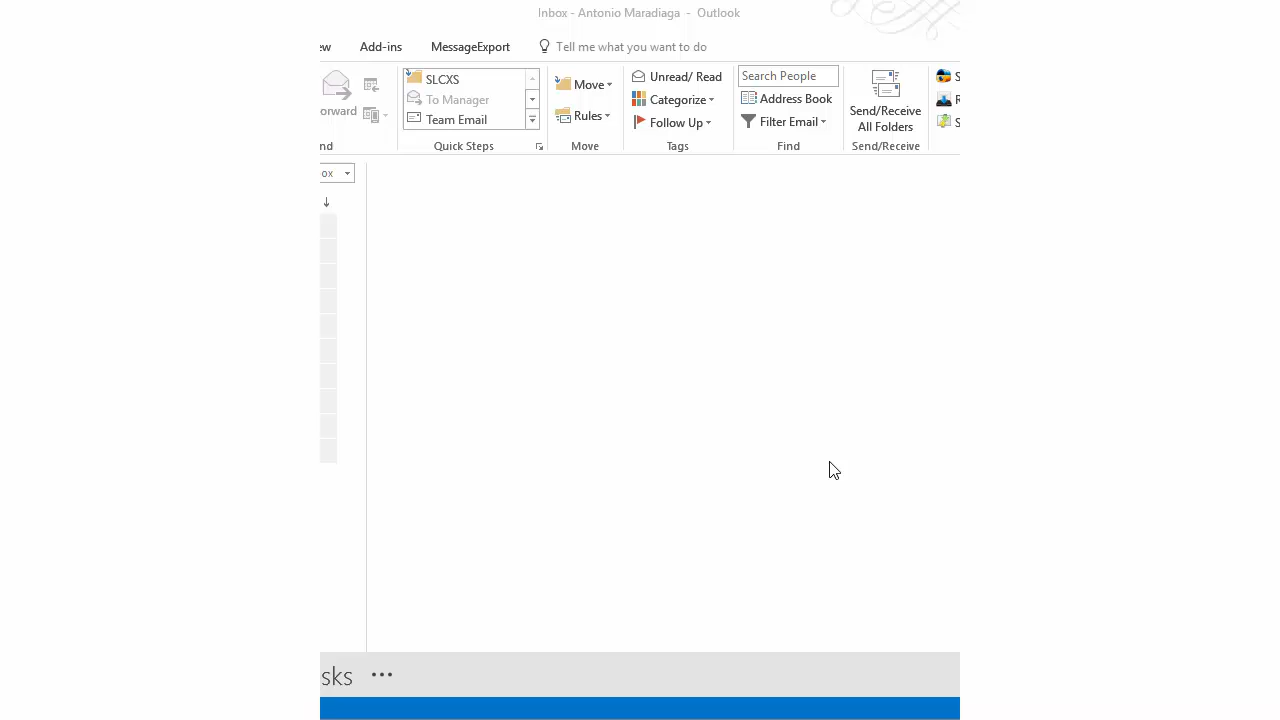 Inbox - Antonio Maradiaga - Outlook
ew Add-ins MessageExport Tell me what you want to do
SLCXS
To Manager
Team Email
Quick Steps
orward
nd
Move
Rules
Move
Unread/ Read
Categorize
Follow Up
Tags
Search People
Address Book
Filter Email
Find
Send/Receive
All Folders
Send/Receive
S
R
S
ox
sks •••